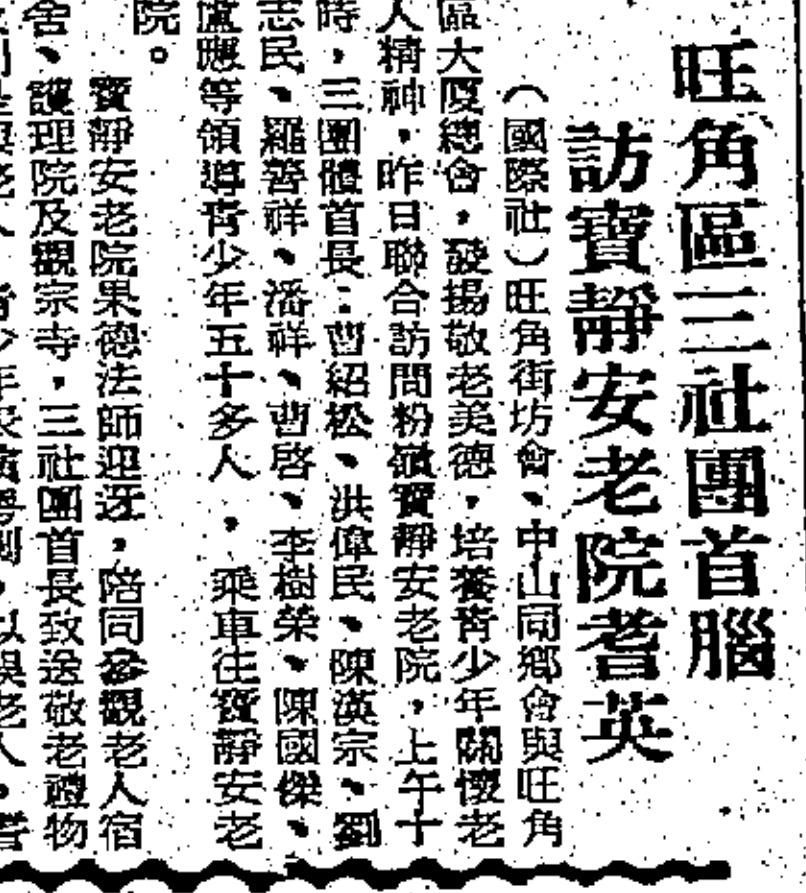 旺角區三社團首腦
訪寶靜安老院耆英
（國際社）旺角街坊會、中山同鄉會與旺角
區大廈總會，發揚敬老美德，培養青少年關懷老
人精神，昨日聯合訪問粉嶺寶靜安老院，上午十
時，三團體首長：曹紹松、洪偉民、陳漢宗、劉
志民、羅善祥、潘祥、曹啓、李樹榮、陳國傑、
盧應等領導青少年五十多人，乘車往寶靜安老
院。
寶靜安老院果德法師迎迓，陪同參觀老人宿
舍、護理院及觀宗寺，三社團首長致送敬老禮物